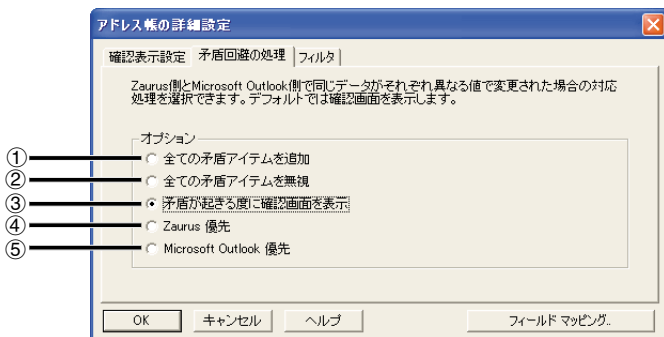 アドレス帳の詳細設定
確認表示設定 矛盾回避の処理 フィルタ
Zaurus側とMicrosoft Outlook側で同じデータがそれぞれ異なる値で変更された場合の対応
処理を選択できます。デフォルトでは確認画面を表示します。
オプション
① 全ての矛盾アイテムを追加
② 全ての矛盾アイテムを無視
③ 矛盾が起きる度に確認画面を表示
④ Zaurus 優先
⑤ Microsoft Outlook 優先
OK キャンセル ヘルプ フィールド マッピング..